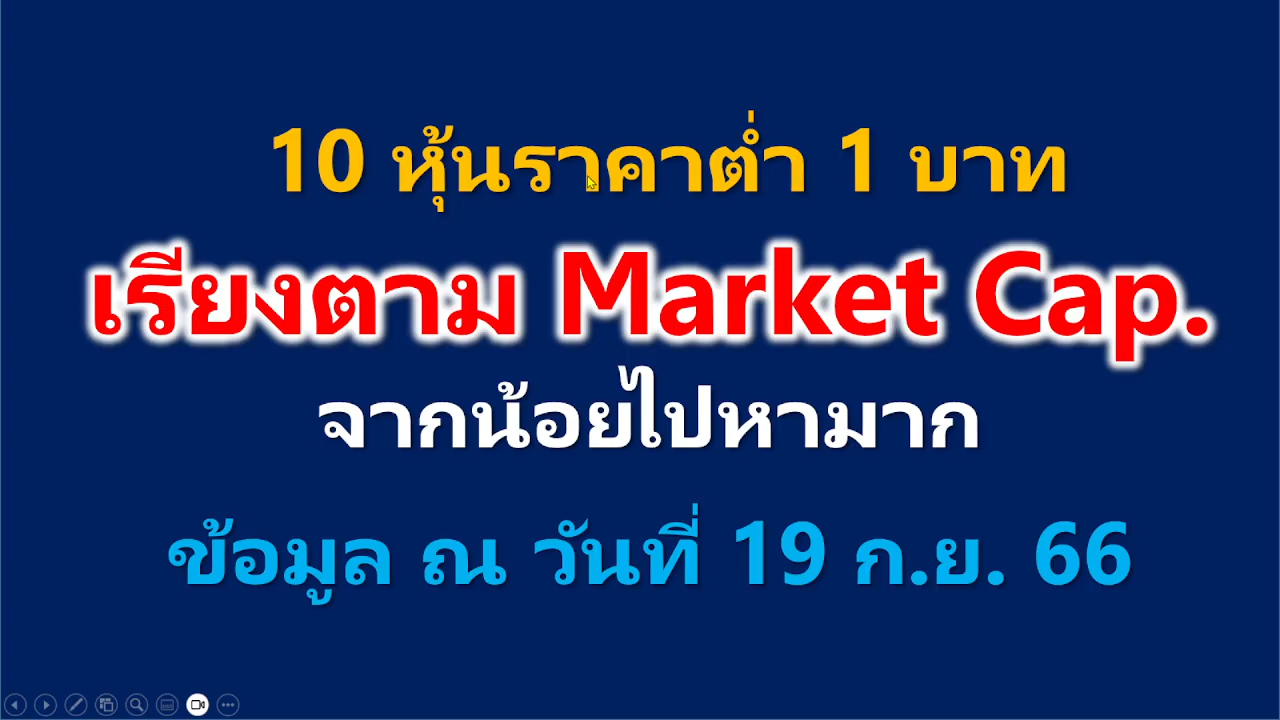 10 หุ้นราคาต่ำ 1 บาท
เรียงตาม Market Cap.
จากน้อยไปหามาก
ข้อมูล ณ วันที่ 19 ก.ย. 66